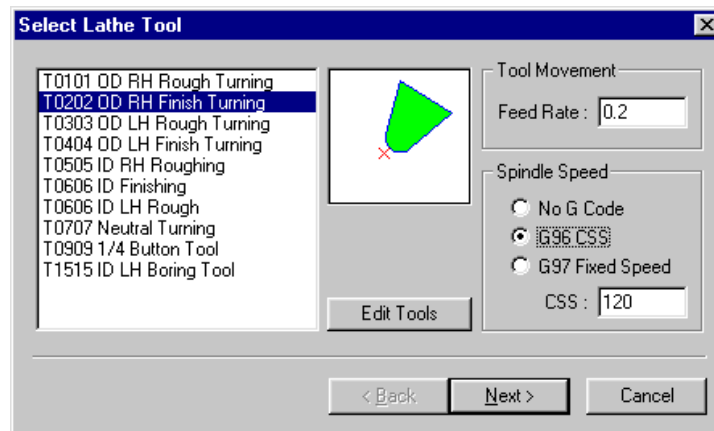 Select Lathe Tool
T0101 OD RH Rough Turning
T0202 OD RH Finish Turning
T0303 OD LH Rough Turning
T0404 OD LH Finish Turning
T0505 ID RH Roughing
T0606 ID Finishing
T0606 ID LH Rough
T0707 Neutral Turning
T0909 1/4 Button Tool
T1515 ID LH Boring Tool
Edit Tools
Tool Movement
Feed Rate : 0.2
Spindle Speed
No G Code
G96 CSS
G97 Fixed Speed
CSS : 120
< Back
Next >
Cancel